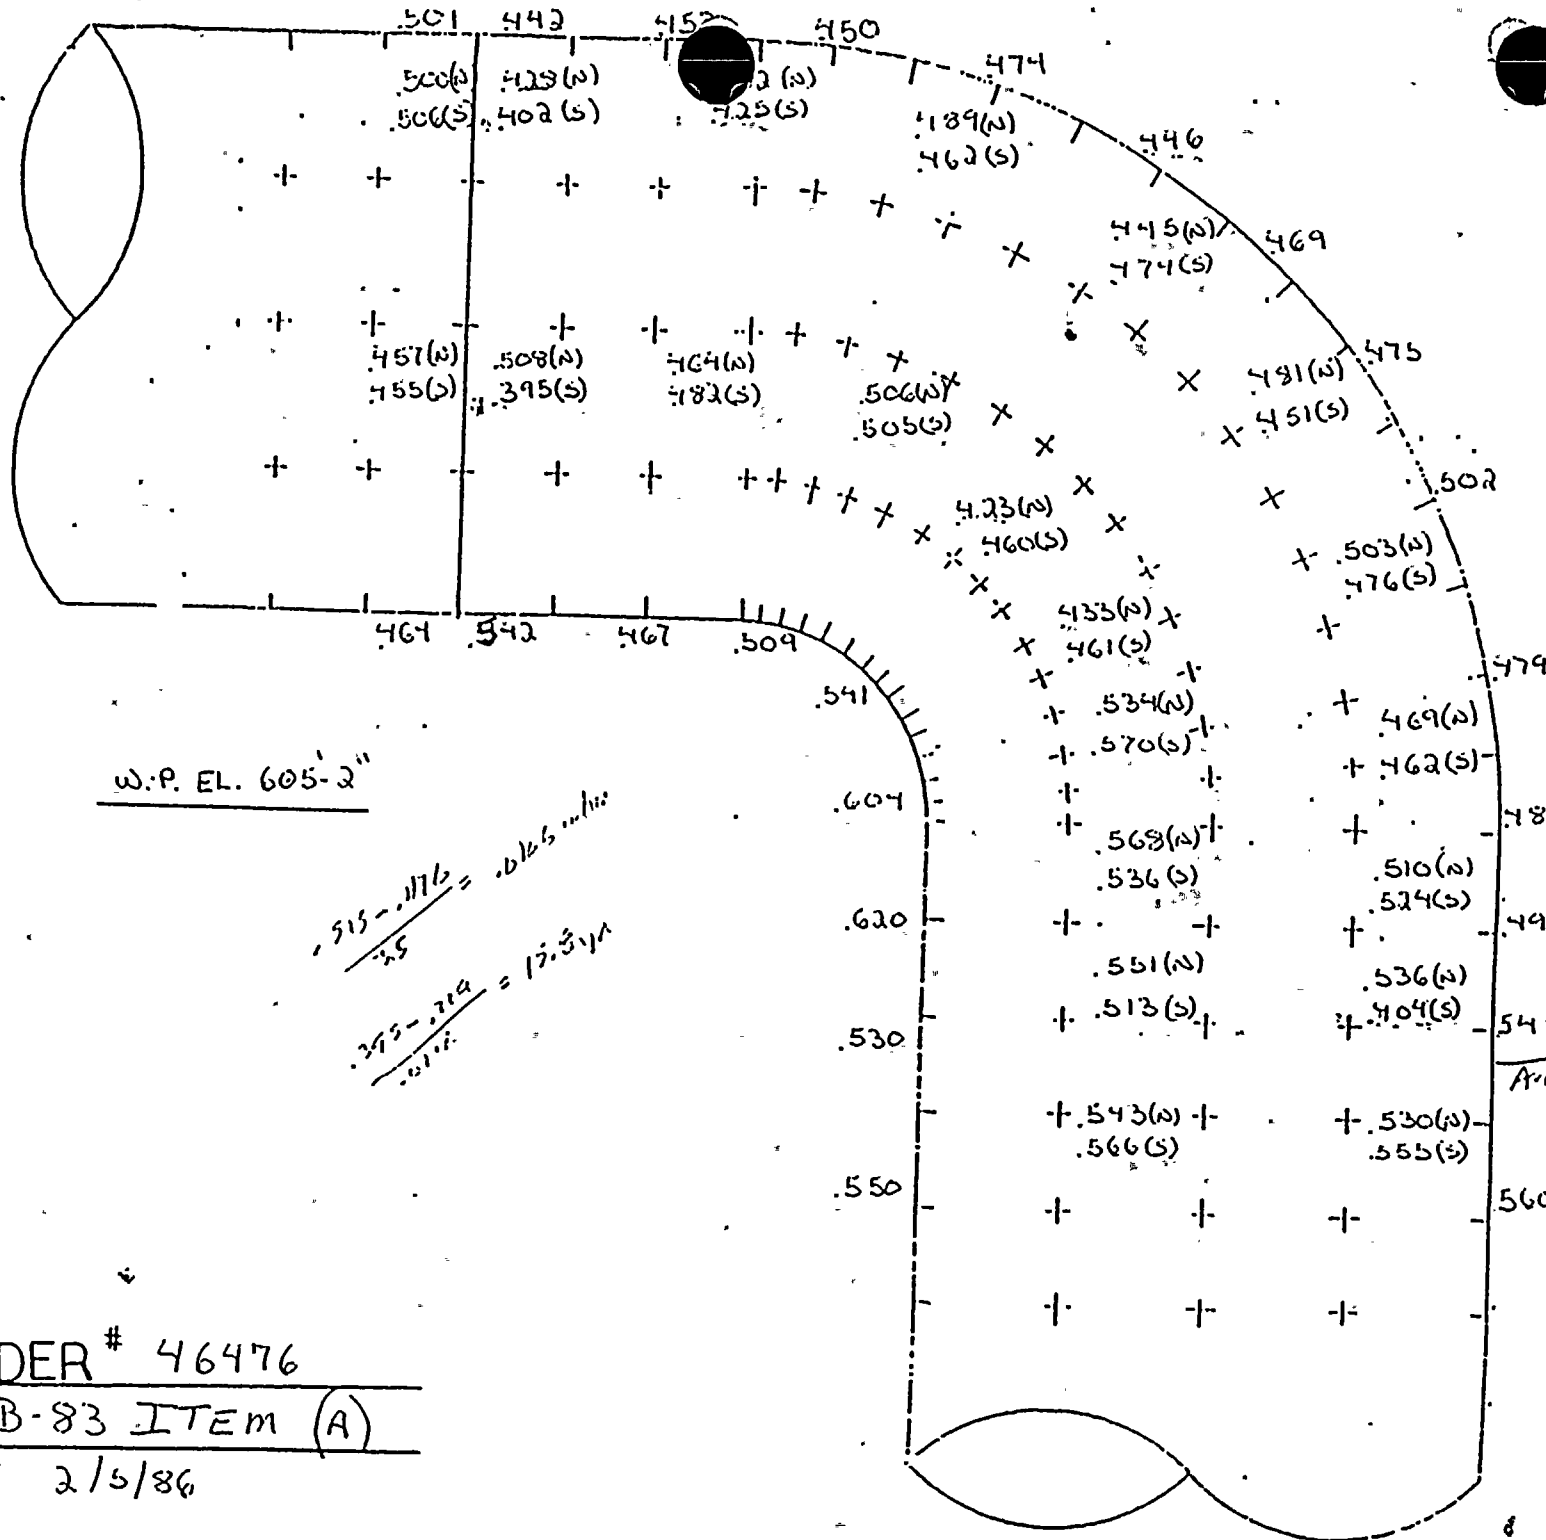 .501 .442 .450
.474
.500(N) .428(N)
.506(S) .402(S) .425(S)
.489(N)
.462(S)
.446
.445(N)
.474(S)
.469
.457(N) .508(N) .464(N)
.455(S) .395(S) .482(S)
.506(N)
.505(S)
.475
.481(N)
.451(S)
.502
.423(N)
.460(S)
.503(N)
.476(S)
.464 .542 .467 .509
.433(N)
.461(S)
.479
.541
.534(N)
.570(S)
.469(N)
.462(S)
W.P. EL. 605'-2"
.604
.568(N)
.536(S)
.510(N)
.524(S)
.620
.551(N)
.513(S)
.536(N)
.404(S)
.530
.543(N)
.566(S)
.530(N)
.555(S)
.550
DER # 46476
B-83 ITEM (A)
2/5/86